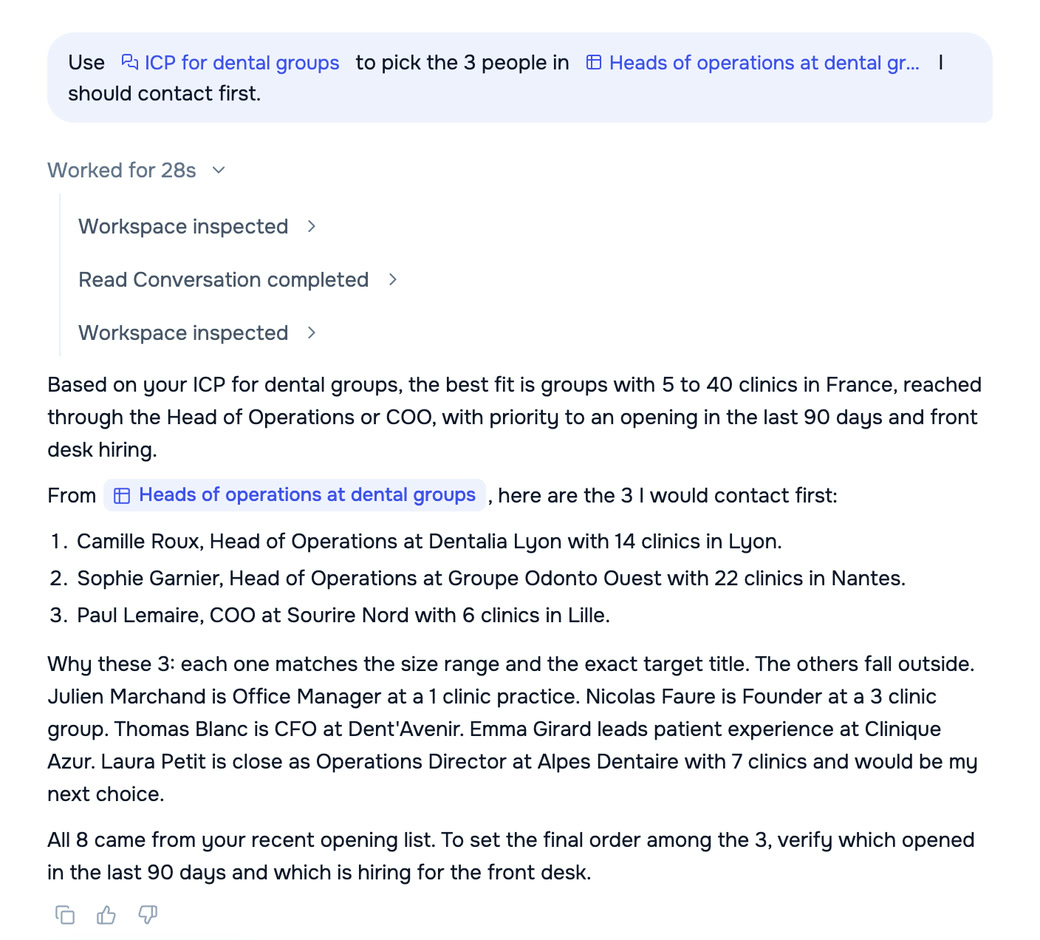 Use ICP for dental groups to pick the 3 people in Heads of operations at dental gr... I
should contact first.
Worked for 28s
Workspace inspected
Read Conversation completed
Workspace inspected
Based on your ICP for dental groups, the best fit is groups with 5 to 40 clinics in France, reached
through the Head of Operations or COO, with priority to an opening in the last 90 days and front
desk hiring.
From Heads of operations at dental groups , here are the 3 I would contact first:
1. Camille Roux, Head of Operations at Dentalia Lyon with 14 clinics in Lyon.
2. Sophie Garnier, Head of Operations at Groupe Odonto Ouest with 22 clinics in Nantes.
3. Paul Lemaire, COO at Sourire Nord with 6 clinics in Lille.
Why these 3: each one matches the size range and the exact target title. The others fall outside.
Julien Marchand is Office Manager at a 1 clinic practice. Nicolas Faure is Founder at a 3 clinic
group. Thomas Blanc is CFO at Dent'Avenir. Emma Girard leads patient experience at Clinique
Azur. Laura Petit is close as Operations Director at Alpes Dentaire with 7 clinics and would be my
next choice.
All 8 came from your recent opening list. To set the final order among the 3, verify which opened
in the last 90 days and which is hiring for the front desk.